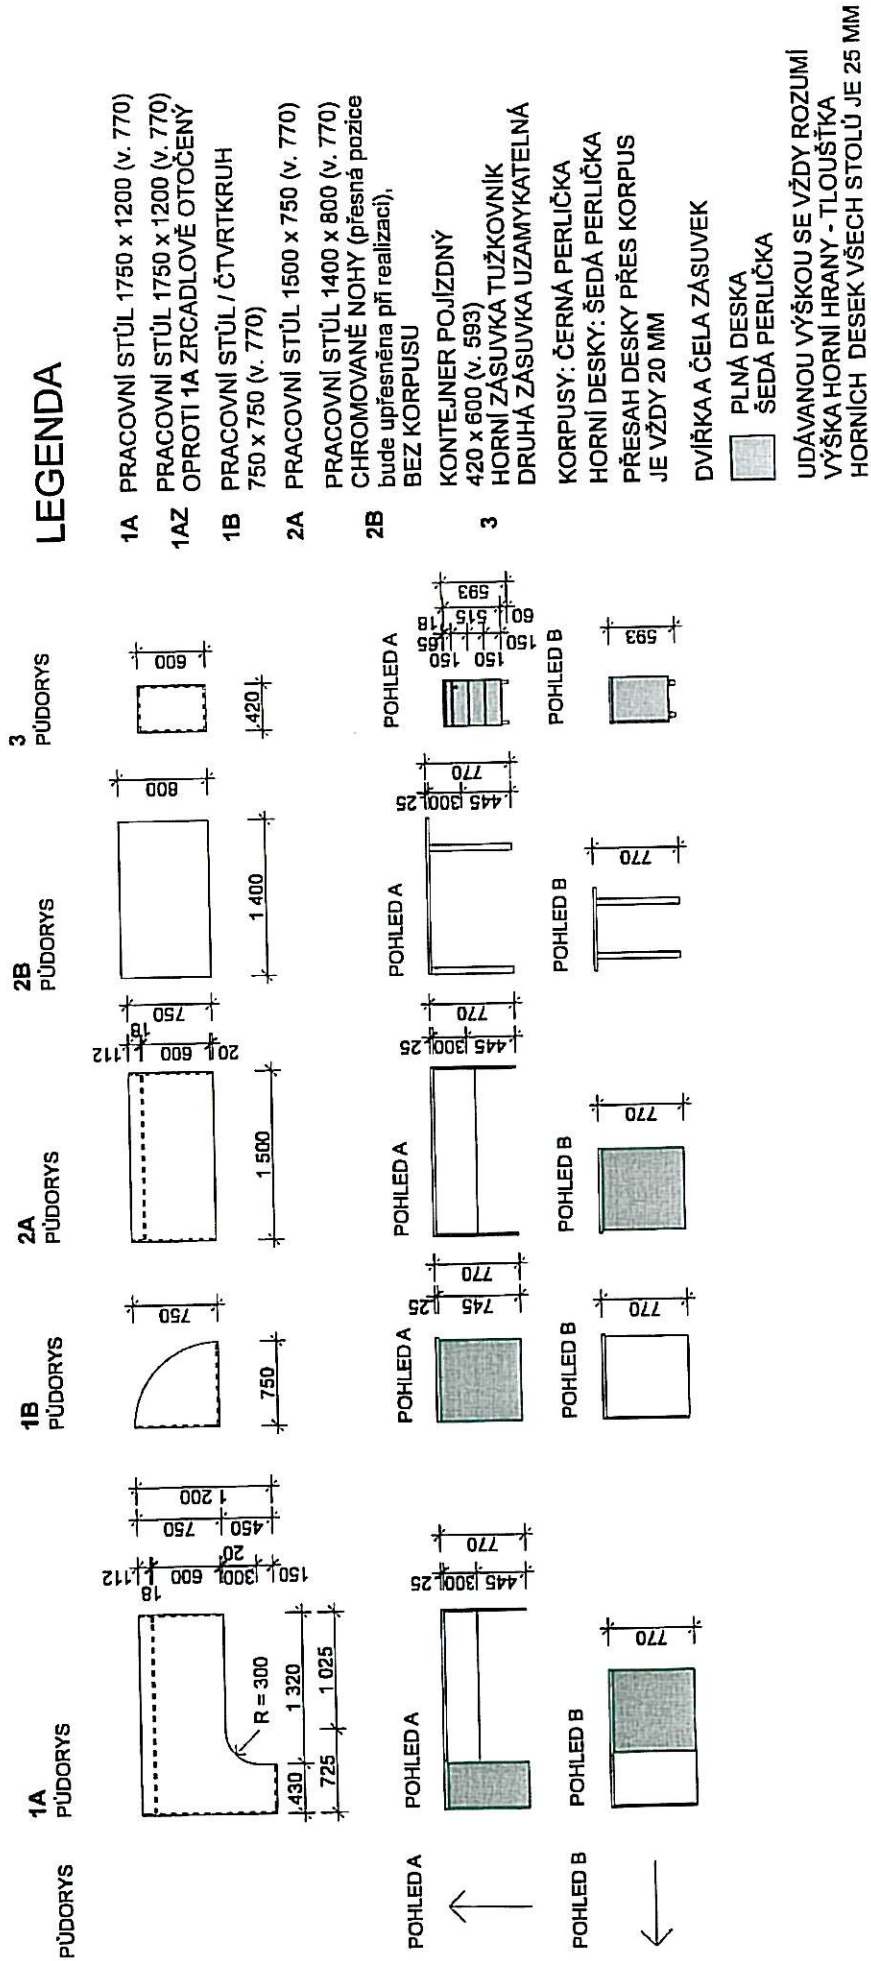 LEGENDA
1A PRACOVNÍ STŮL 1750 x 1200 (v. 770)
1AZ PRACOVNÍ STŮL 1750 x 1200 (v. 770)
OPROTI 1A ZRCADLOVĚ OTOČENÝ
1B PRACOVNÍ STŮL / ČTVRTKRUH
750 x 750 (v. 770)
2A PRACOVNÍ STŮL 1500 x 750 (v. 770)
2B PRACOVNÍ STŮL 1400 x 800 (v. 770)
CHROMOVANÉ NOHY (přesná pozice
bude upřesněna při realizaci),
BEZ KORPUSU
3 KONTEJNER POJÍZDNÝ
420 x 600 (v. 593)
HORNÍ ZÁSUVKA TUŽKOVNÍK
DRUHÁ ZÁSUVKA UZAMYKATELNÁ
KORPUSY: ČERNÁ PERLIČKA
HORNÍ DESKY: ŠEDÁ PERLIČKA
PŘESAH DESKY PŘES KORPUS
JE VŽDY 20 MM
DVÍŘKA A ČELA ZÁSUVEK
PLNÁ DESKA
ŠEDÁ PERLIČKA
UDÁVANOU VÝŠKOU SE VŽDY ROZUMÍ
VÝŠKA HORNÍ HRANY - TLOUŠŤKA
HORNÍCH DESEK VŠECH STOLŮ JE 25 MM
PŮDORYS
POHLED A
POHLED B
1A
PŮDORYS
112
18
600
20
300
150
750
450
1 200
R = 300
430
1 320
725
1 025
POHLED A
25
300
445
770
POHLED B
770
1B
PŮDORYS
750
750
POHLED A
25
745
770
POHLED B
770
2A
PŮDORYS
112
18
600
20
750
1 500
POHLED A
25
300
445
770
POHLED B
770
2B
PŮDORYS
800
1 400
POHLED A
25
300
445
770
POHLED B
770
3
PŮDORYS
600
420
POHLED A
65
18
150
150
150
515
60
593
POHLED B
593